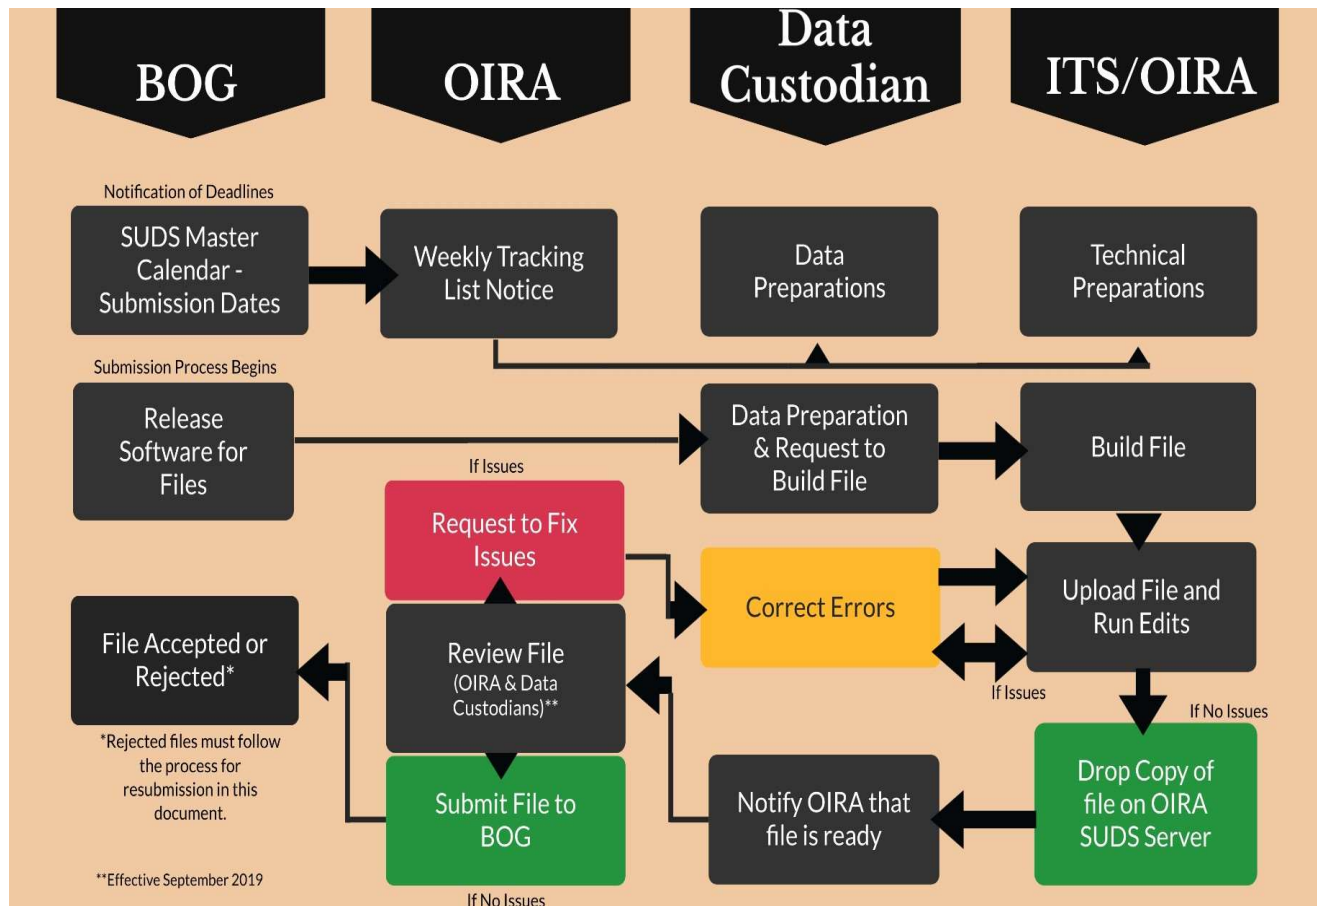 BOG
OIRA
Data
Custodian
ITS/OIRA
Notification of Deadlines
SUDS Master
Calendar -
Submission Dates
Weekly Tracking
List Notice
Data
Preparations
Technical
Preparations
Submission Process Begins
Release
Software for
Files
Data Preparation
& Request to
Build File
Build File
If Issues
Request to Fix
Issues
Correct Errors
Upload File and
Run Edits
File Accepted or
Rejected*
Review File
(OIRA & Data
Custodians)**
If Issues
If No Issues
*Rejected files must follow
the process for
resubmission in this
document.
Submit File to
BOG
Notify OIRA that
file is ready
Drop Copy of
file on OIRA
SUDS Server
**Effective September 2019
If No Issues